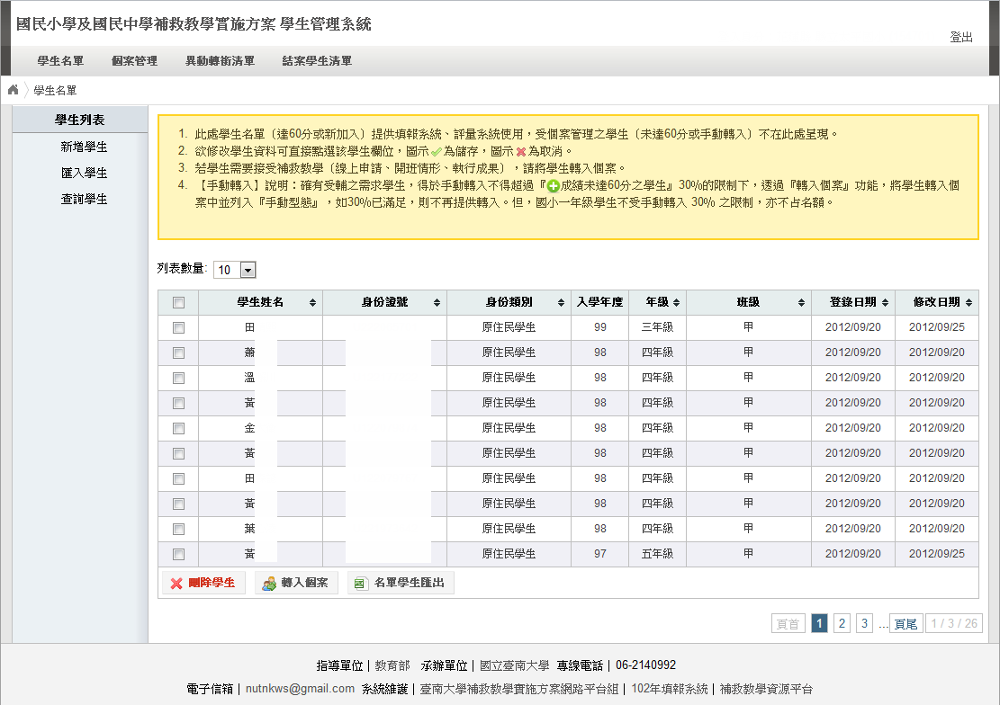 國民小學及國民中學補救教學實施方案 學生管理系統
登出
學生名單 個案管理 異動轉銜清單 結案學生清單
學生名單
學生列表
新增學生
匯入學生
查詢學生
1. 此處學生名單（達60分或新加入）提供填報系統、評量系統使用，受個案管理之學生（未達60分或手動轉入）不在此處呈現。
2. 欲修改學生資料可直接點選該學生欄位，圖示為儲存，圖示為取消。
3. 若學生需要接受補救教學（線上申請、開班情形、執行成果），請將學生轉入個案。
4. 【手動轉入】說明：確有受輔之需求學生，得於手動轉入不得超過『成績未達60分之學生』30%的限制下，透過『轉入個案』功能，將學生轉入個
案中並列入『手動型態』，如30%已滿足，則不再提供轉入。但，國小一年級學生不受手動轉入 30% 之限制，亦不占名額。
列表數量: 10
學生姓名 身份證號 身份類別 入學年度 年級 班級 登錄日期 修改日期
田 原住民學生 99 三年級 甲 2012/09/20 2012/09/25
蕭 原住民學生 98 四年級 甲 2012/09/20 2012/09/20
溫 原住民學生 98 四年級 甲 2012/09/20 2012/09/20
黃 原住民學生 98 四年級 甲 2012/09/20 2012/09/20
金 原住民學生 98 四年級 甲 2012/09/20 2012/09/20
黃 原住民學生 98 四年級 甲 2012/09/20 2012/09/20
田 原住民學生 98 四年級 甲 2012/09/20 2012/09/20
黃 原住民學生 98 四年級 甲 2012/09/20 2012/09/20
葉 原住民學生 98 四年級 甲 2012/09/20 2012/09/20
黃 原住民學生 97 五年級 甲 2012/09/20 2012/09/25
刪除學生 轉入個案 名單學生匯出
頁首 1 2 3 ... 頁尾 1 / 3 / 26
指導單位 | 教育部 承辦單位 | 國立臺南大學 專線電話 | 06-2140992
電子信箱 | nutnkws@gmail.com 系統維護 | 臺南大學補救教學實施方案網路平台組 | 102年填報系統 | 補救教學資源平台